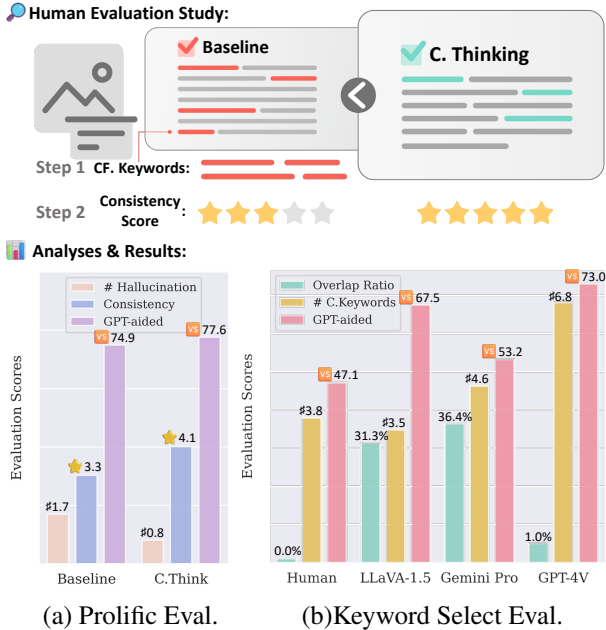 Human Evaluation Study:
Baseline
C. Thinking
Step 1 CF. Keywords:
Step 2 Consistency Score :
Analyses & Results:
# Hallucination
Consistency
GPT-aided
Evaluation Scores
♯1.7
3.3
VS 74.9
♯0.8
4.1
VS 77.6
Baseline
C.Think
(a) Prolific Eval.
Overlap Ratio
# C.Keywords
GPT-aided
Evaluation Scores
0.0%
♯3.8
VS 47.1
31.3%
♯3.5
VS 67.5
36.4%
♯4.6
VS 53.2
1.0%
♯6.8
VS 73.0
Human
LLaVA-1.5
Gemini Pro
GPT-4V
(b)Keyword Select Eval.